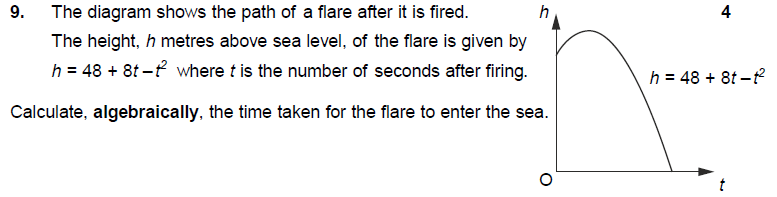 9. The diagram shows the path of a flare after it is fired. 4
The height, h metres above sea level, of the flare is given by
h = 48 + 8t – t² where t is the number of seconds after firing.
Calculate, algebraically, the time taken for the flare to enter the sea.
h
h = 48 + 8t – t²
O
t